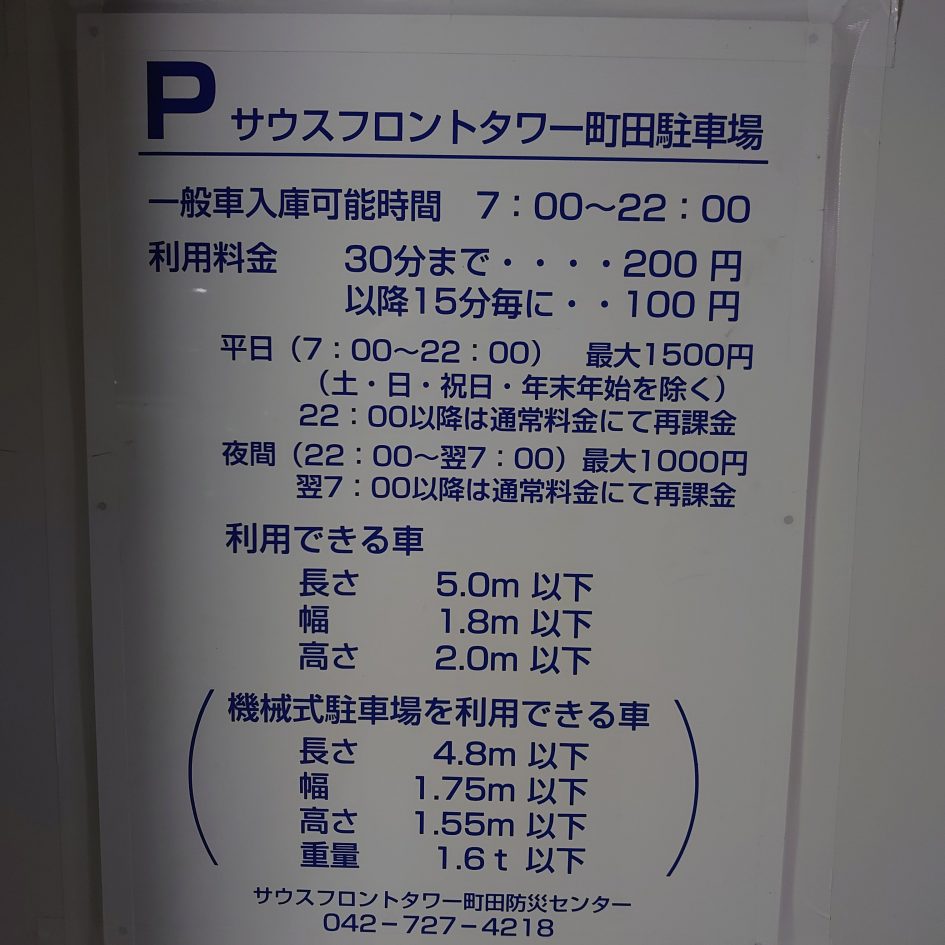 P サウスフロントタワー町田駐車場
一般車入庫可能時間 7：00～22：00
利用料金 30分まで・・・・200 円
以降15分毎に・・100 円
平日（7：00～22：00） 最大1500円
（土・日・祝日・年末年始を除く）
22：00以降は通常料金にて再課金
夜間（22：00～翌7：00）最大1000円
翌7：00以降は通常料金にて再課金
利用できる車
長さ 5.0m 以下
幅 1.8m 以下
高さ 2.0m 以下
（機械式駐車場を利用できる車
長さ 4.8m 以下
幅 1.75m 以下
高さ 1.55m 以下
重量 1.6ｔ 以下）
サウスフロントタワー町田防災センター
042－727－4218